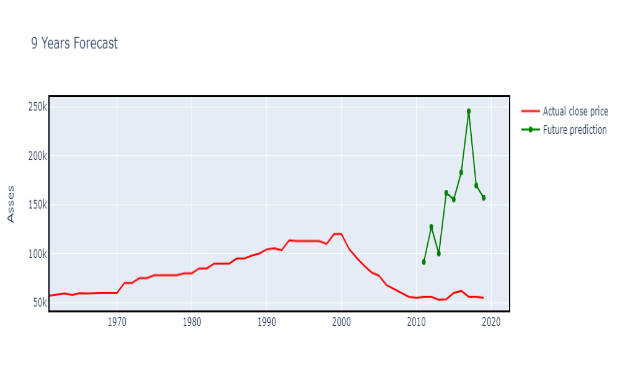 9 Years Forecast
250k
200k
150k
100k
50k
Asses
1970
1980
1990
2000
2010
2020
Actual close price
Future prediction